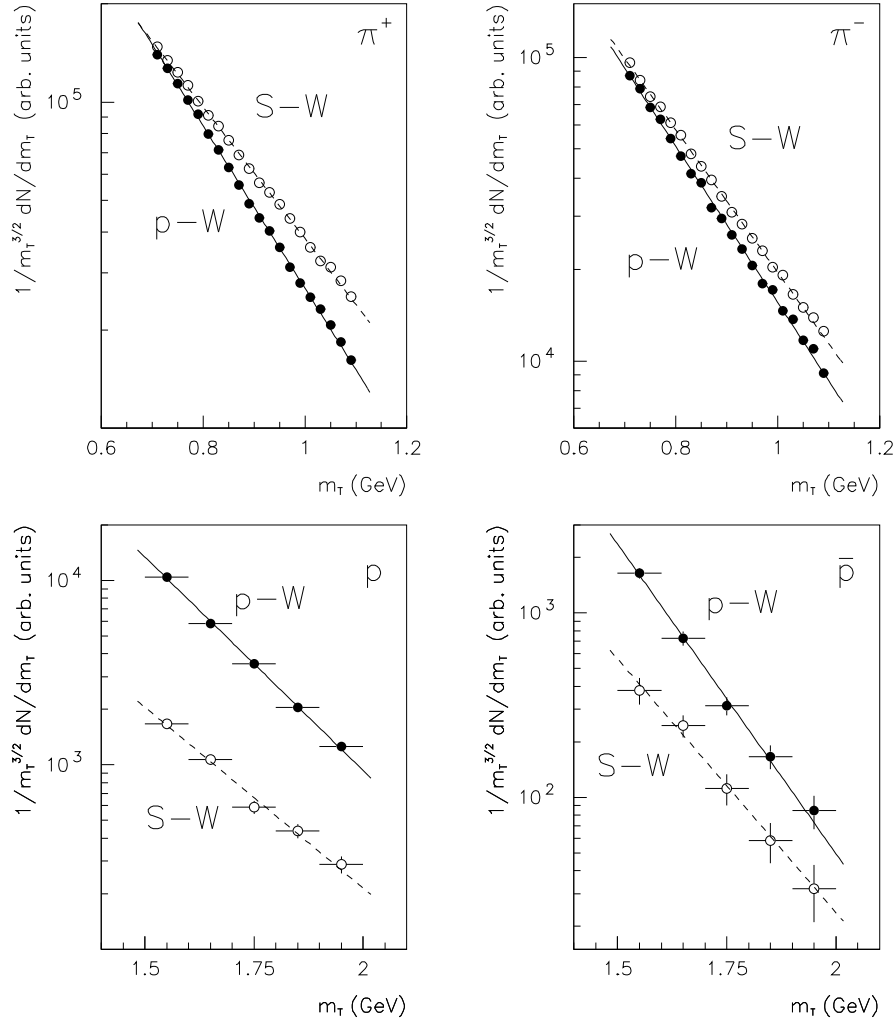 1/m_T^3/2 dN/dm_T (arb. units)
π⁺
S−W
10⁵
p−W
0.6 0.8 1 1.2
m_T (GeV)
1/m_T^3/2 dN/dm_T (arb. units)
π⁻
10⁵
S−W
p−W
10⁴
0.6 0.8 1 1.2
m_T (GeV)
1/m_T^3/2 dN/dm_T (arb. units)
p
10⁴
p−W
10³
S−W
1.5 1.75 2
m_T (GeV)
1/m_T^3/2 dN/dm_T (arb. units)
p̄
p−W
10³
S−W
10²
1.5 1.75 2
m_T (GeV)